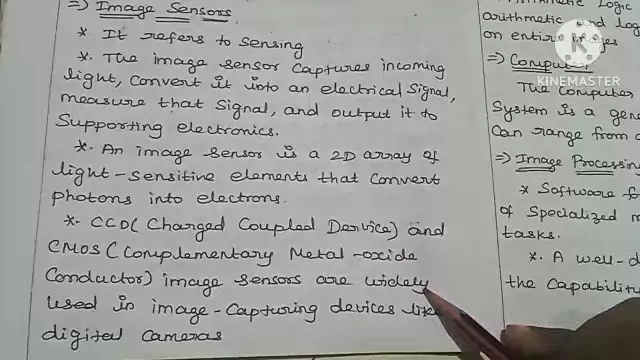 => Image Sensors
* It refers to sensing
* The image sensor captures incoming
light, convert it into an electrical signal,
measure that signal, and output it to
supporting electronics.
* An image sensor is a 2D array of
light-sensitive elements that convert
photons into electrons.
* CCD (Charged Coupled Dervice) and
CMOS (Complementary Metal-oxide
Conductor) image sensors are widely
used in image-capturing devices like
digital cameras
Logic
arithmetic and log
on entire
=> Computer
The Computer
System is a gen
Can range from a
=> Image Processing
* Software fo
of Specialized m
tasks.
* A well-d
the capabilit
KINEMASTER